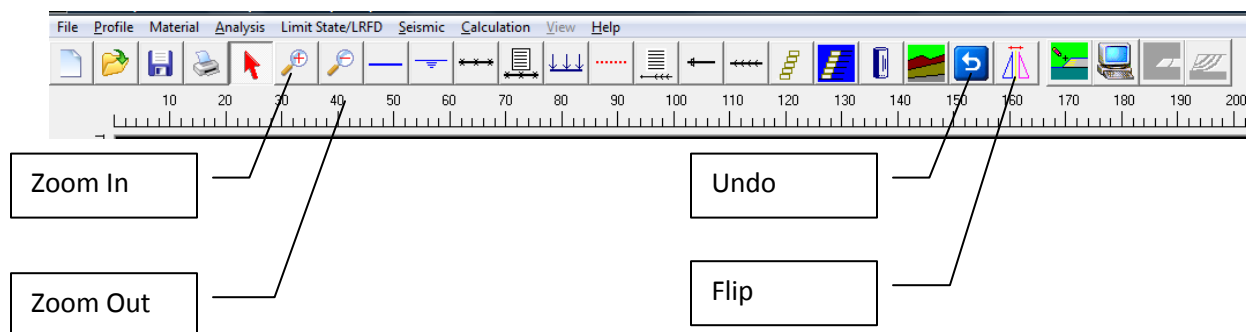 File Profile Material Analysis Limit State/LRFD Seismic Calculation View Help
10 20 30 40 50 60 70 80 90 100 110 120 130 140 150 160 170 180 190 200
Zoom In
Undo
Zoom Out
Flip